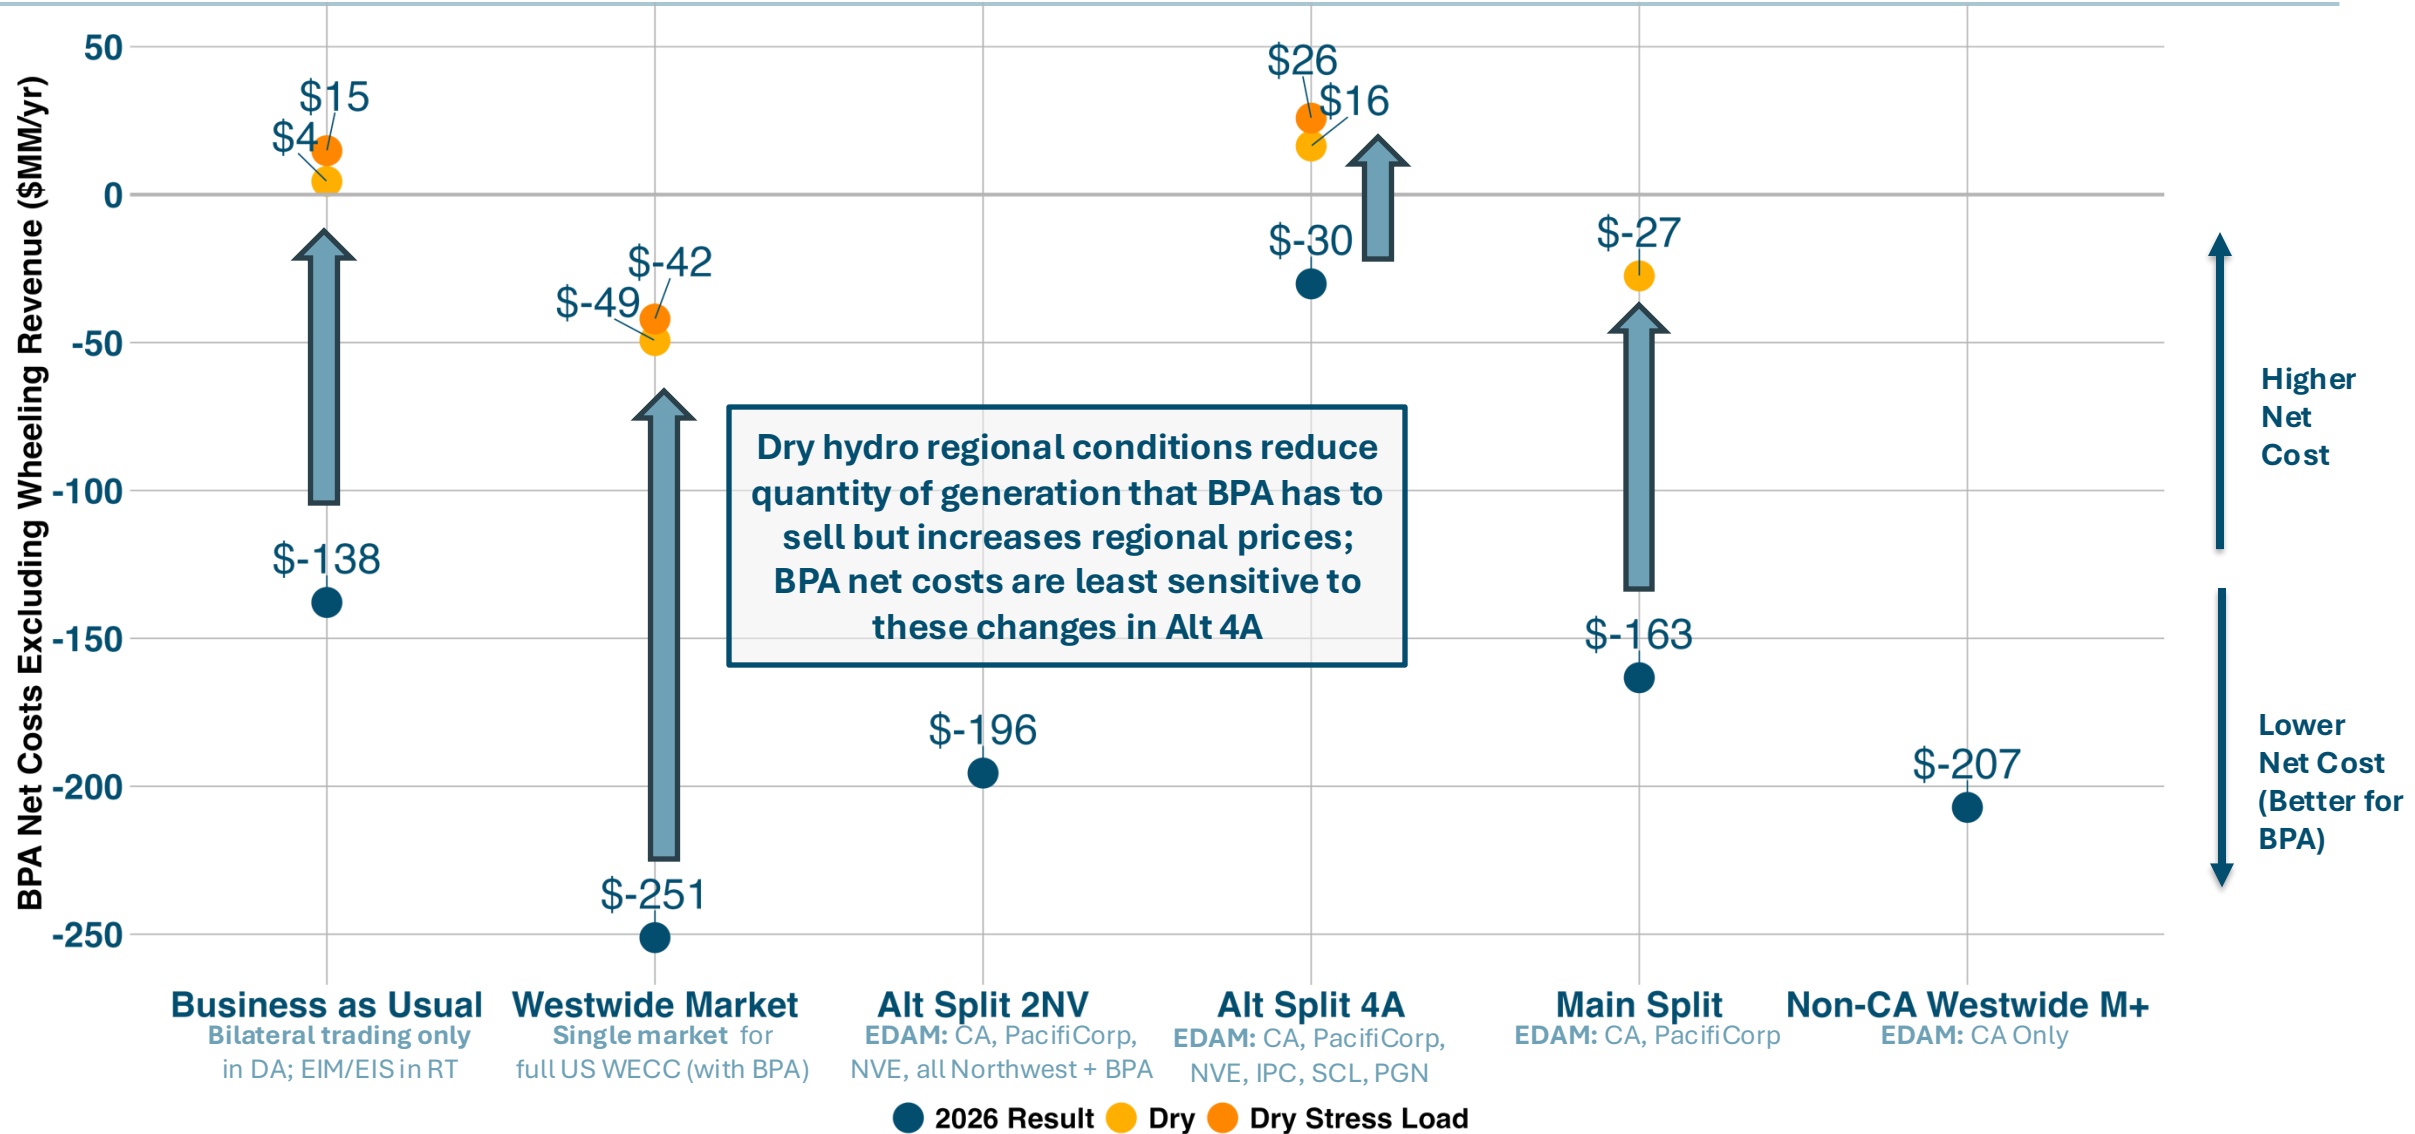 BPA Net Costs Excluding Wheeling Revenue ($MM/yr)
50
0
-50
-100
-150
-200
-250
$15
$4
$-138
$-42
$-49
$-251
$-196
$26
$16
$-30
$-27
$-163
$-207
Dry hydro regional conditions reduce
quantity of generation that BPA has to
sell but increases regional prices;
BPA net costs are least sensitive to
these changes in Alt 4A
Higher
Net
Cost
Lower
Net Cost
(Better for
BPA)
Business as Usual
Bilateral trading only
in DA; EIM/EIS in RT
Westwide Market
Single market for
full US WECC (with BPA)
Alt Split 2NV
EDAM: CA, PacifiCorp,
NVE, all Northwest + BPA
Alt Split 4A
EDAM: CA, PacifiCorp,
NVE, IPC, SCL, PGN
Main Split
EDAM: CA, PacifiCorp
Non-CA Westwide M+
EDAM: CA Only
2026 Result Dry Dry Stress Load